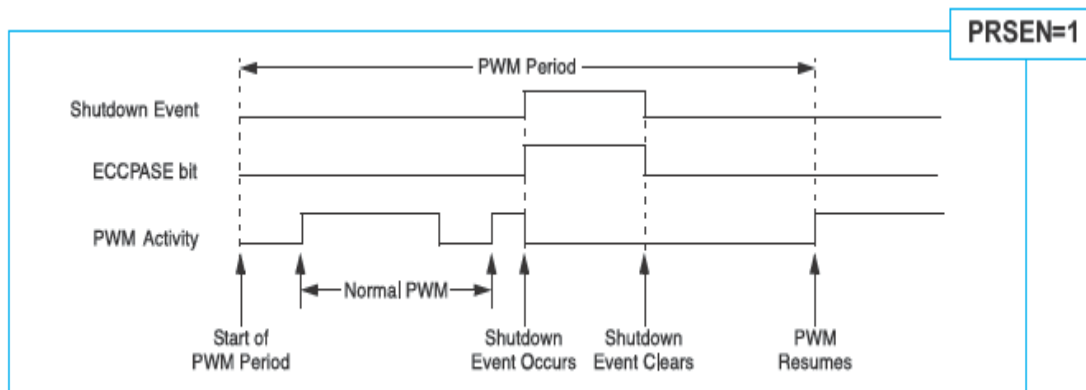 PRSEN=1
PWM Period
Shutdown Event
ECCPASE bit
PWM Activity
Normal PWM
Start of
PWM Period
Shutdown
Event Occurs
Shutdown
Event Clears
PWM
Resumes